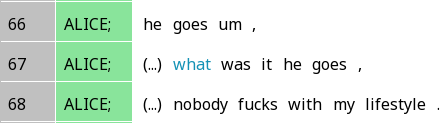 66 ALICE; he goes um ,
67 ALICE; (...) what was it he goes ,
68 ALICE; (...) nobody fucks with my lifestyle .